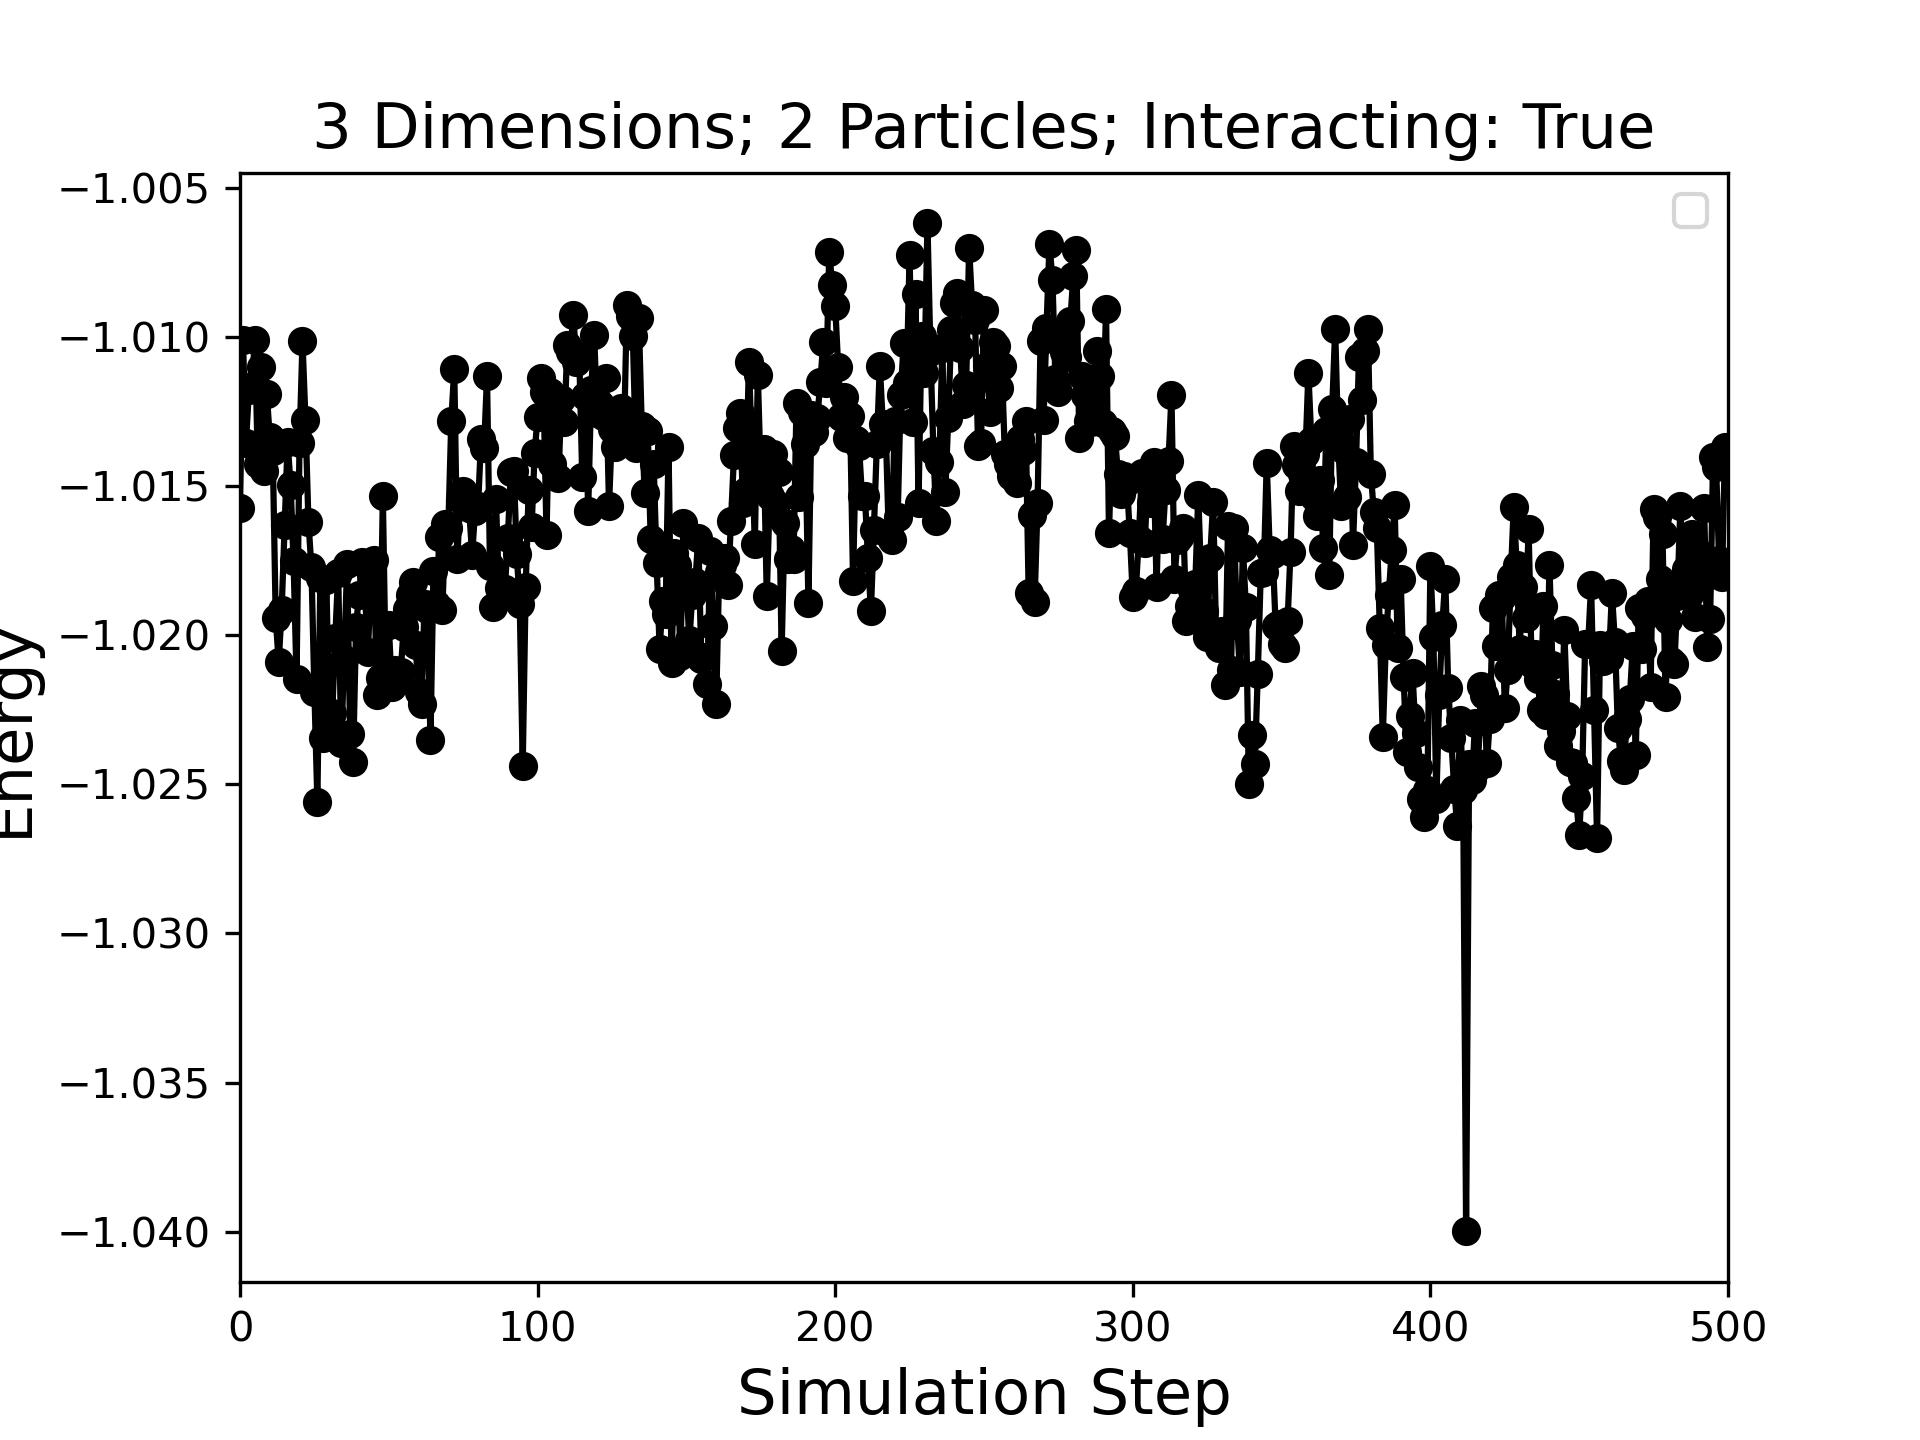 3 Dimensions; 2 Particles; Interacting: True
−1.005
−1.010
−1.015
−1.020
−1.025
−1.030
−1.035
−1.040
Energy
0 100 200 300 400 500
Simulation Step